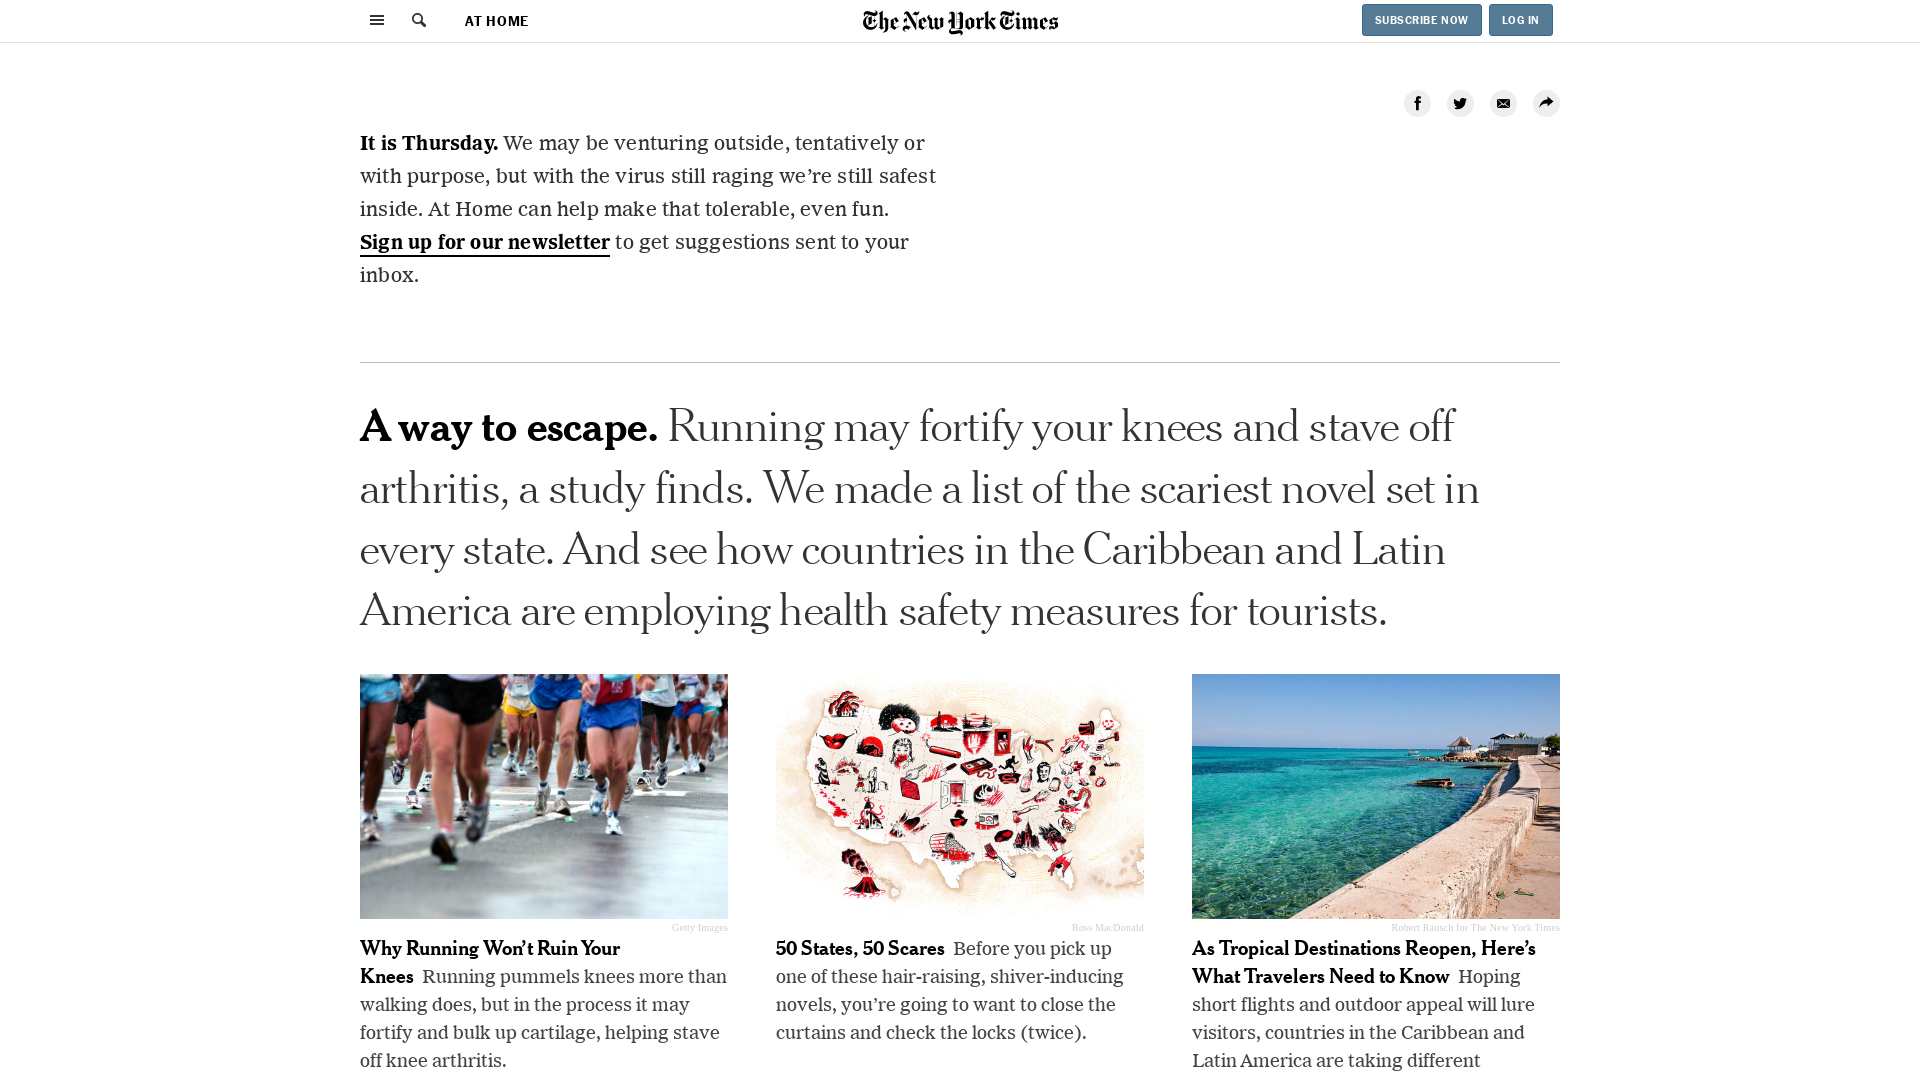 AT HOME
The New York Times
SUBSCRIBE NOW
LOG IN
It is Thursday. We may be venturing outside, tentatively or
with purpose, but with the virus still raging we’re still safest
inside. At Home can help make that tolerable, even fun.
Sign up for our newsletter to get suggestions sent to your
inbox.
A way to escape. Running may fortify your knees and stave off
arthritis, a study finds. We made a list of the scariest novel set in
every state. And see how countries in the Caribbean and Latin
America are employing health safety measures for tourists.
Getty Images
Why Running Won’t Ruin Your
Knees Running pummels knees more than
walking does, but in the process it may
fortify and bulk up cartilage, helping stave
off knee arthritis.
Ross MacDonald
50 States, 50 Scares Before you pick up
one of these hair-raising, shiver-inducing
novels, you’re going to want to close the
curtains and check the locks (twice).
Robert Rausch for The New York Times
As Tropical Destinations Reopen, Here’s
What Travelers Need to Know Hoping
short flights and outdoor appeal will lure
visitors, countries in the Caribbean and
Latin America are taking different